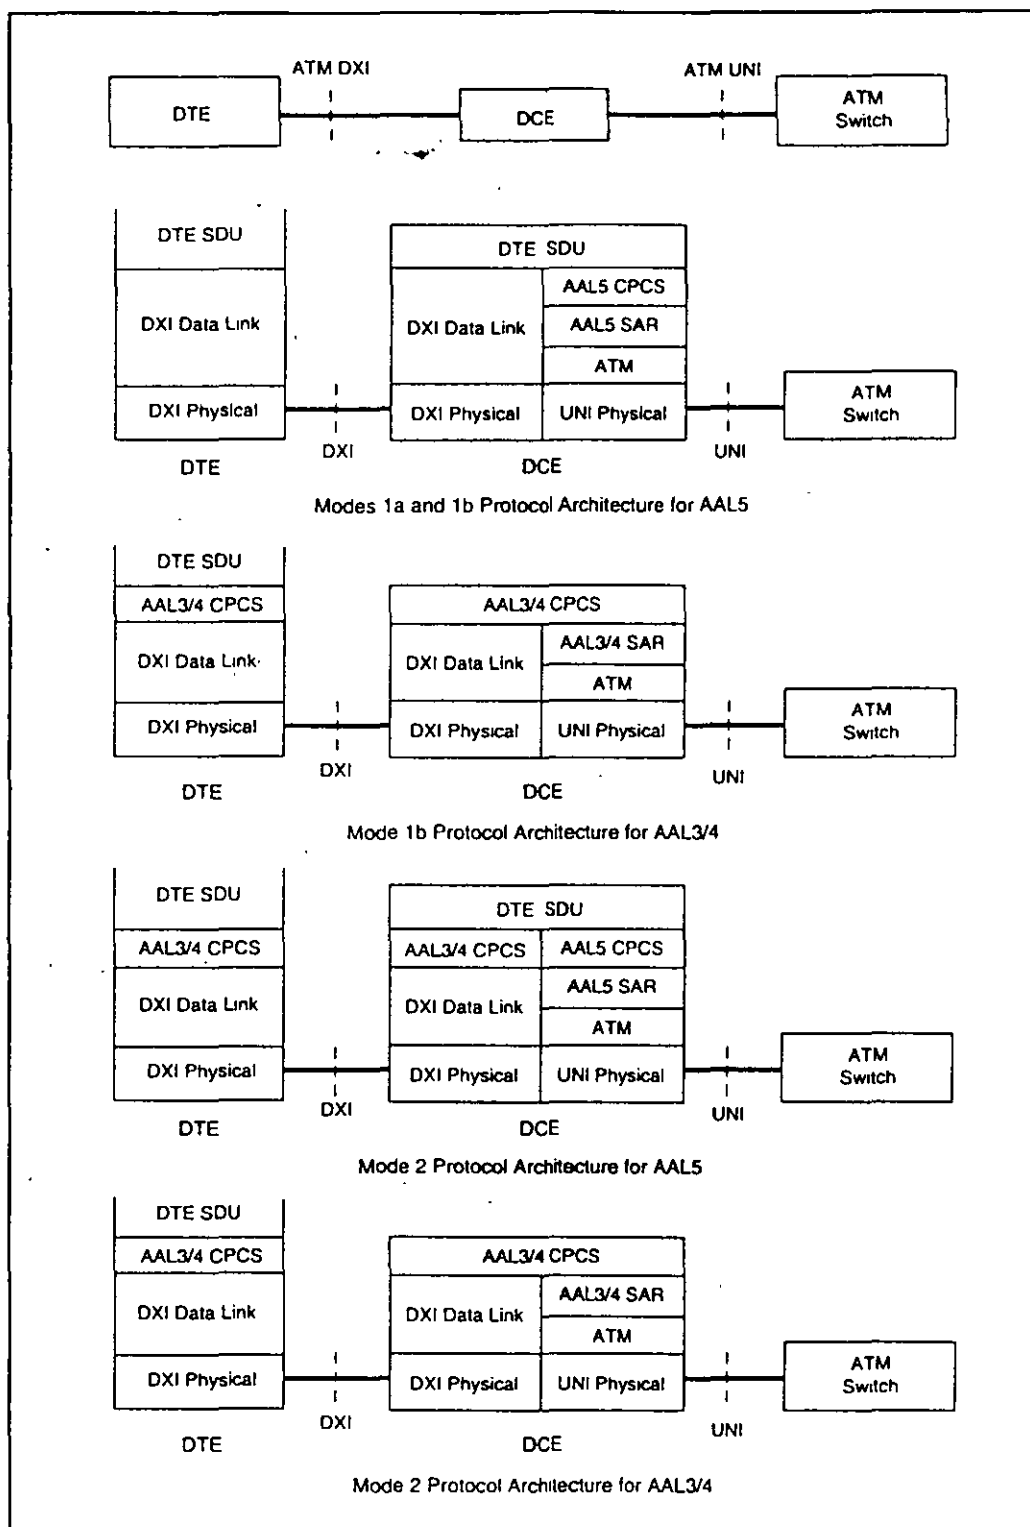 ATM DXI
ATM UNI
DTE
DCE
ATM
Switch
DTE SDU
DXI Data Link
DXI Physical
DTE
DXI
DTE SDU
DXI Data Link
AAL5 CPCS
AAL5 SAR
ATM
DXI Physical
UNI Physical
DCE
UNI
ATM
Switch
Modes 1a and 1b Protocol Architecture for AAL5
DTE SDU
AAL3/4 CPCS
DXI Data Link
DXI Physical
DTE
DXI
AAL3/4 CPCS
DXI Data Link
AAL3/4 SAR
ATM
DXI Physical
UNI Physical
DCE
UNI
ATM
Switch
Mode 1b Protocol Architecture for AAL3/4
DTE SDU
AAL3/4 CPCS
DXI Data Link
DXI Physical
DTE
DXI
DTE SDU
AAL3/4 CPCS
AAL5 CPCS
DXI Data Link
AAL5 SAR
ATM
DXI Physical
UNI Physical
DCE
UNI
ATM
Switch
Mode 2 Protocol Architecture for AAL5
DTE SDU
AAL3/4 CPCS
DXI Data Link
DXI Physical
DTE
DXI
AAL3/4 CPCS
DXI Data Link
AAL3/4 SAR
ATM
DXI Physical
UNI Physical
DCE
UNI
ATM
Switch
Mode 2 Protocol Architecture for AAL3/4